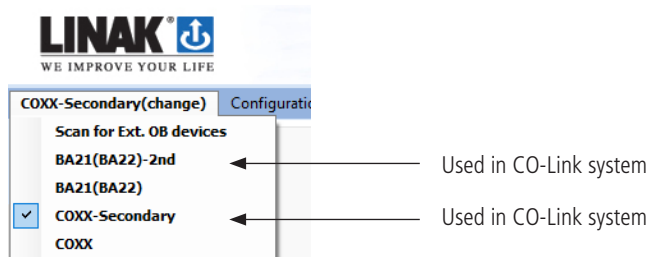 LINAK®
WE IMPROVE YOUR LIFE
COXX-Secondary(change) Configuratio
Scan for Ext. OB devices
BA21(BA22)-2nd Used in CO-Link system
BA21(BA22)
COXX-Secondary Used in CO-Link system
COXX